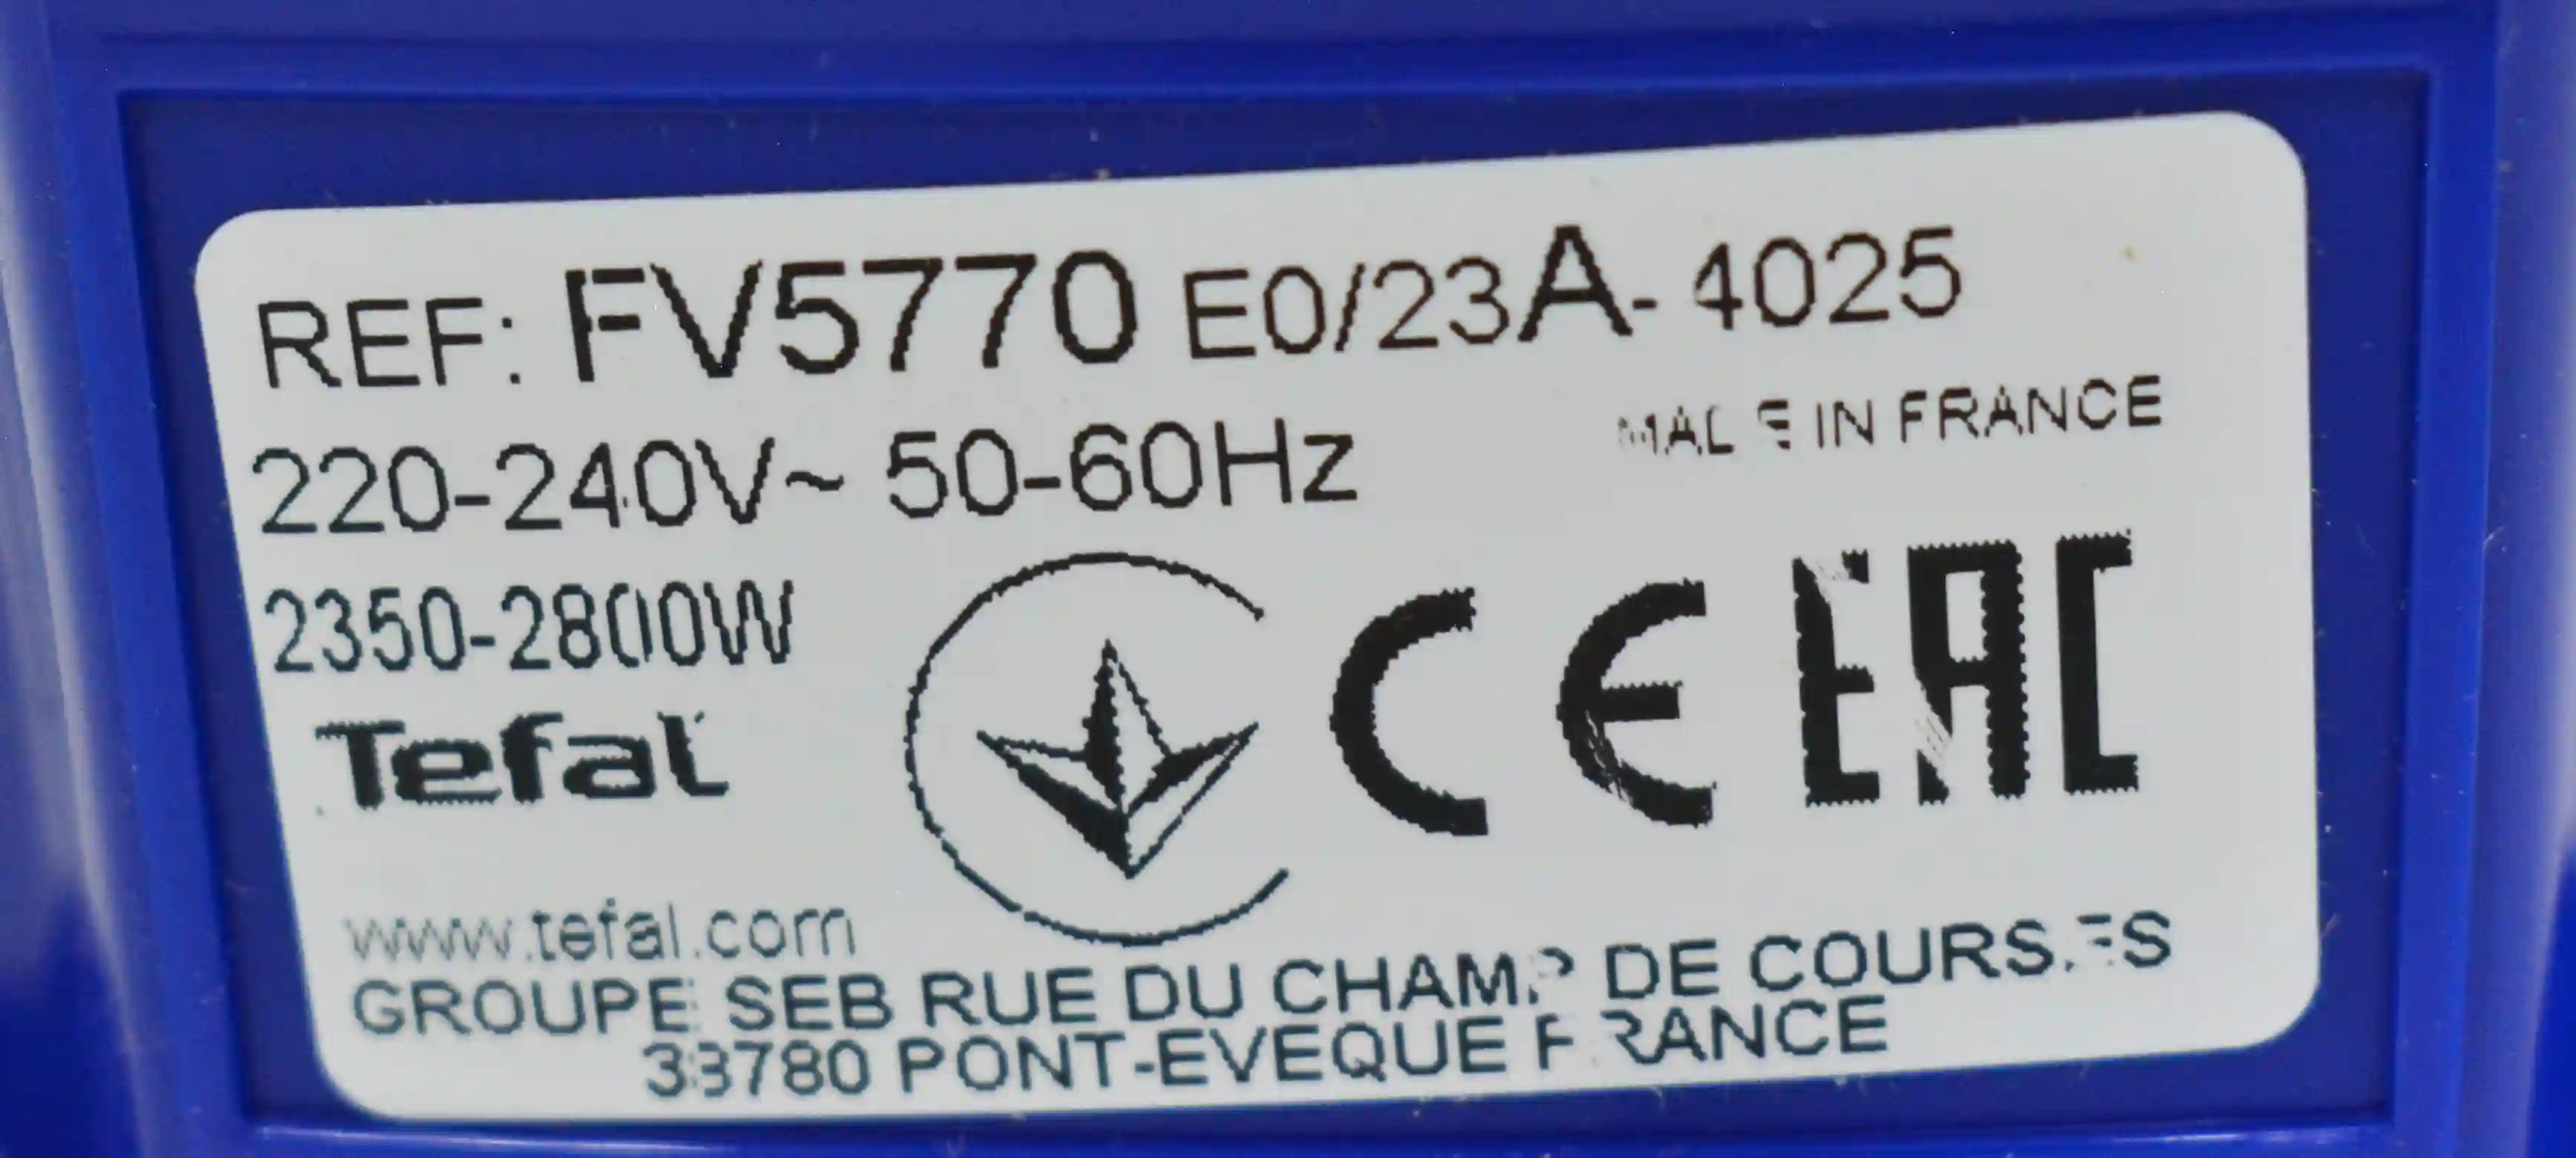 REF: FV5770 E0/23A- 4025
220-240V~ 50-60Hz
MADE IN FRANCE
2350-2800W
Tefal
CE EAC
www.tefal.com
GROUPE SEB RUE DU CHAMP DE COURSES
38780 PONT-EVEQUE FRANCE